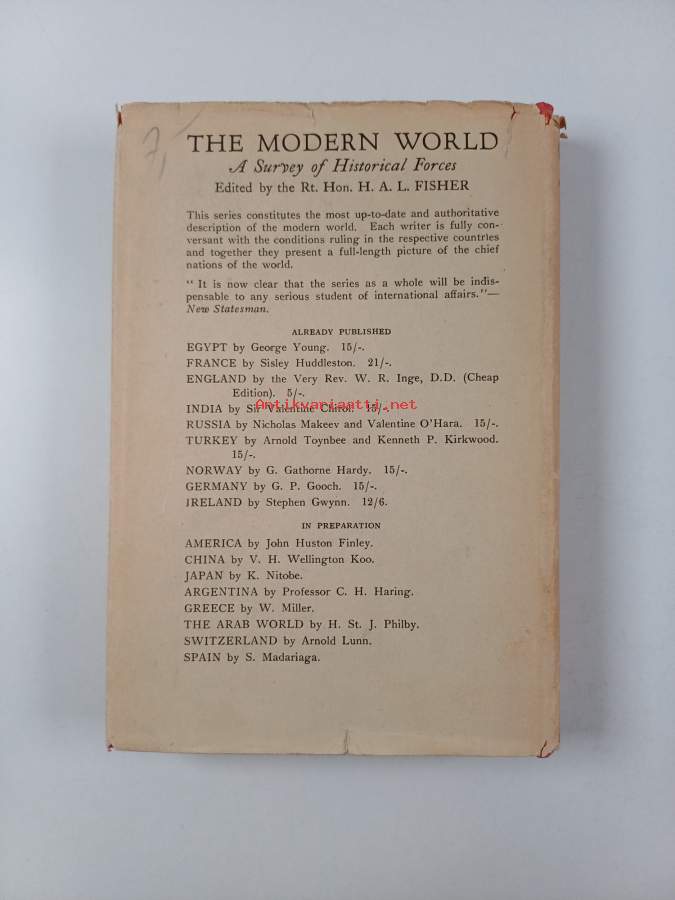 7,-
THE MODERN WORLD
A Survey of Historical Forces
Edited by the Rt. Hon. H. A. L. FISHER
This series constitutes the most up-to-date and authoritative
description of the modern world. Each writer is fully con-
versant with the conditions ruling in the respective countries
and together they present a full-length picture of the chief
nations of the world.
" It is now clear that the series as a whole will be indis-
pensable to any serious student of international affairs."—
New Statesman.
ALREADY PUBLISHED
EGYPT by George Young. 15/-.
FRANCE by Sisley Huddleston. 21/-.
ENGLAND by the Very Rev. W. R. Inge, D.D. (Cheap
Edition). 5/-.
INDIA by Sir Valentine Chirol. 15/-.
Antikvariaatti.net
RUSSIA by Nicholas Makeev and Valentine O'Hara. 15/-.
TURKEY by Arnold Toynbee and Kenneth P. Kirkwood.
15/-.
NORWAY by G. Gathorne Hardy. 15/-.
GERMANY by G. P. Gooch. 15/-.
IRELAND by Stephen Gwynn. 12/6.
IN PREPARATION
AMERICA by John Huston Finley.
CHINA by V. H. Wellington Koo.
JAPAN by K. Nitobe.
ARGENTINA by Professor C. H. Haring.
GREECE by W. Miller.
THE ARAB WORLD by H. St. J. Philby.
SWITZERLAND by Arnold Lunn.
SPAIN by S. Madariaga.